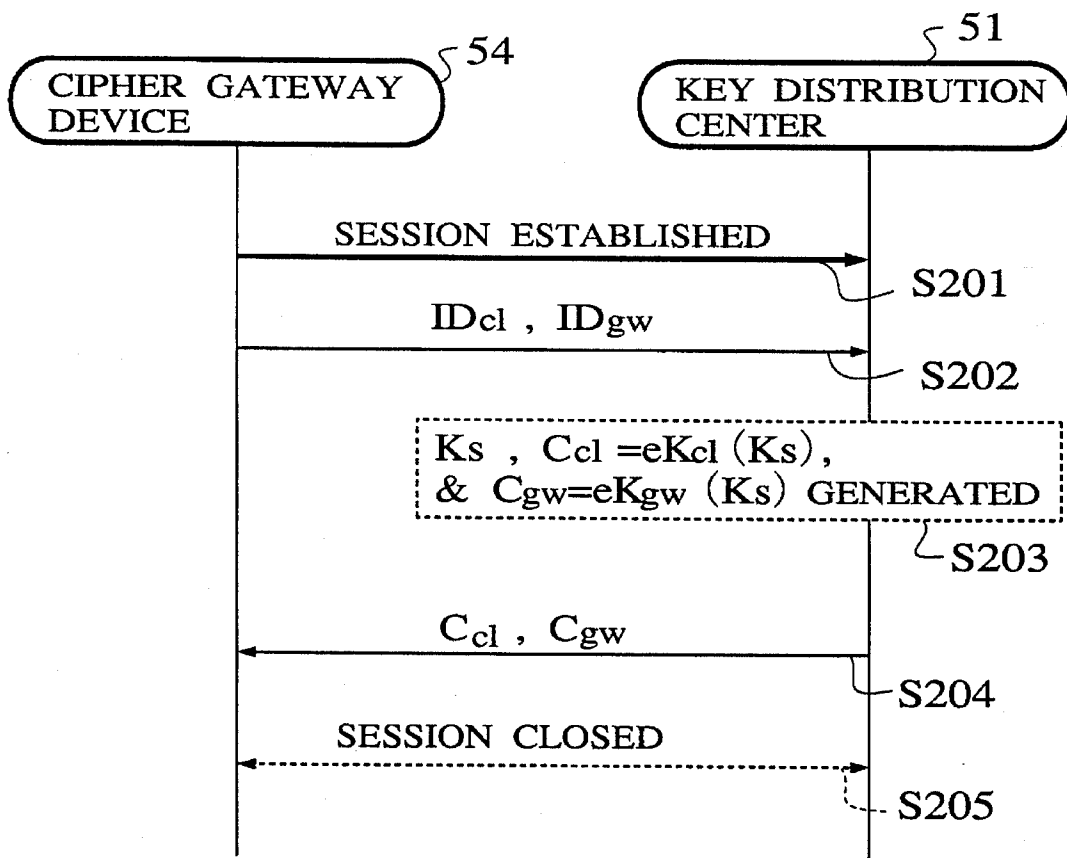 54
51
CIPHER GATEWAY
DEVICE
KEY DISTRIBUTION
CENTER
SESSION ESTABLISHED
S201
IDcl , IDgw
S202
Ks , Ccl =eKcl (Ks),
& Cgw=eKgw (Ks) GENERATED
S203
Ccl , Cgw
S204
SESSION CLOSED
S205